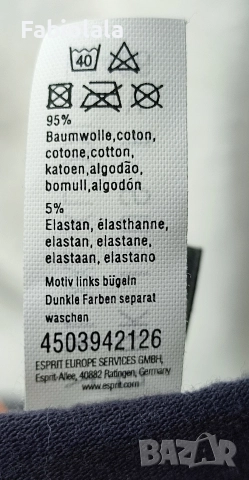 Fabiolala
40
95%
Baumwolle,coton,
cotone,cotton,
katoen,algodão,
bomull,algodón
5%
Elastan, élasthanne,
elastan, elastane,
elastaan, elastano
Motiv links bügeln
Dunkle Farben separat
waschen
4503942126
ESPRIT EUROPE SERVICES GMBH,
Esprit-Allee, 40882 Ratingen, Germany
www.esprit.com
BAZAR